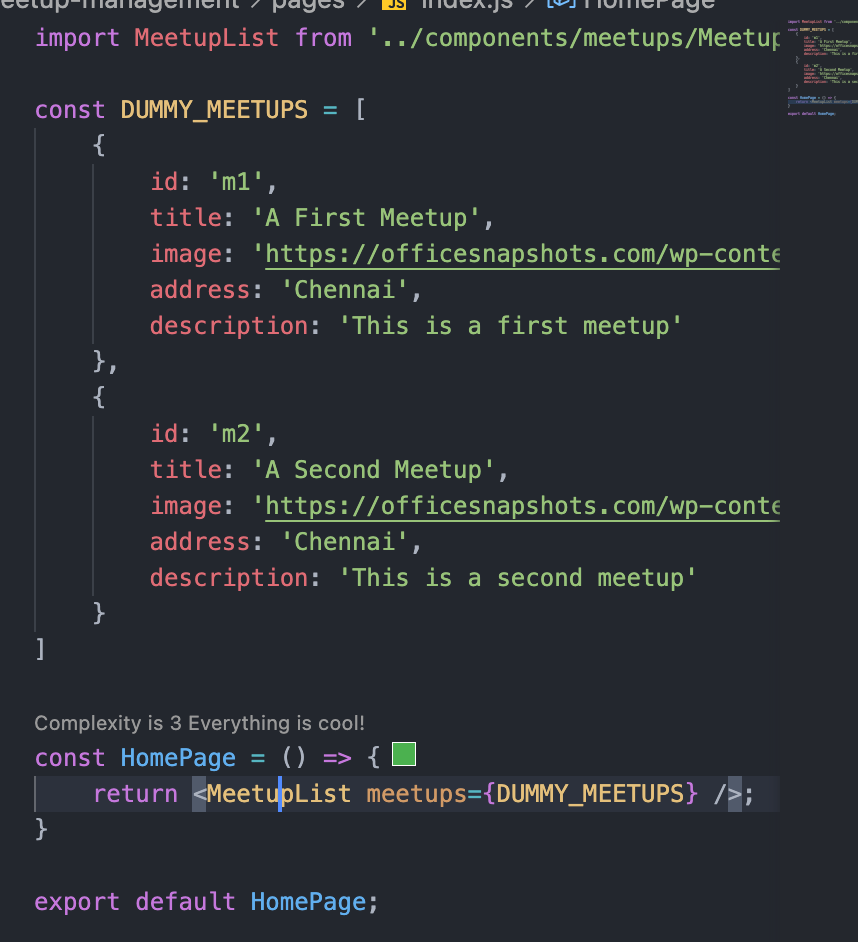 eetup-management > pages > JS index.js > HomePage
import MeetupList from '../components/meetups/Meetup
const DUMMY_MEETUPS = [
    {
        id: 'm1',
        title: 'A First Meetup',
        image: 'https://officesnapshots.com/wp-conte
        address: 'Chennai',
        description: 'This is a first meetup'
    },
    {
        id: 'm2',
        title: 'A Second Meetup',
        image: 'https://officesnapshots.com/wp-conte
        address: 'Chennai',
        description: 'This is a second meetup'
    }
]
Complexity is 3 Everything is cool!
const HomePage = () => {
    return <MeetupList meetups={DUMMY_MEETUPS} />;
}
export default HomePage;